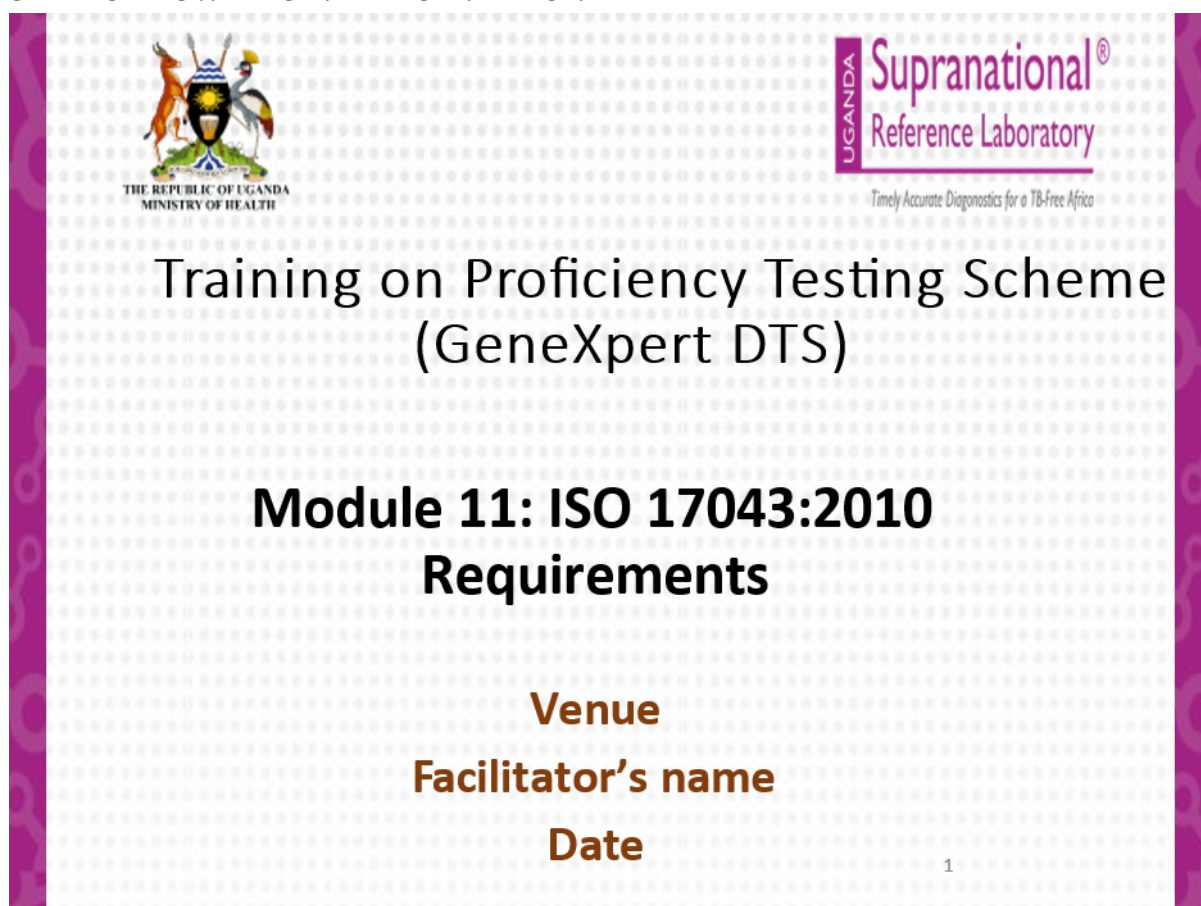 THE REPUBLIC OF UGANDA
MINISTRY OF HEALTH
UGANDA
Supranational®
Reference Laboratory
Timely Accurate Diagonostics for a TB-Free Africa
Training on Proficiency Testing Scheme
(GeneXpert DTS)
Module 11: ISO 17043:2010
Requirements
Venue
Facilitator’s name
Date
1